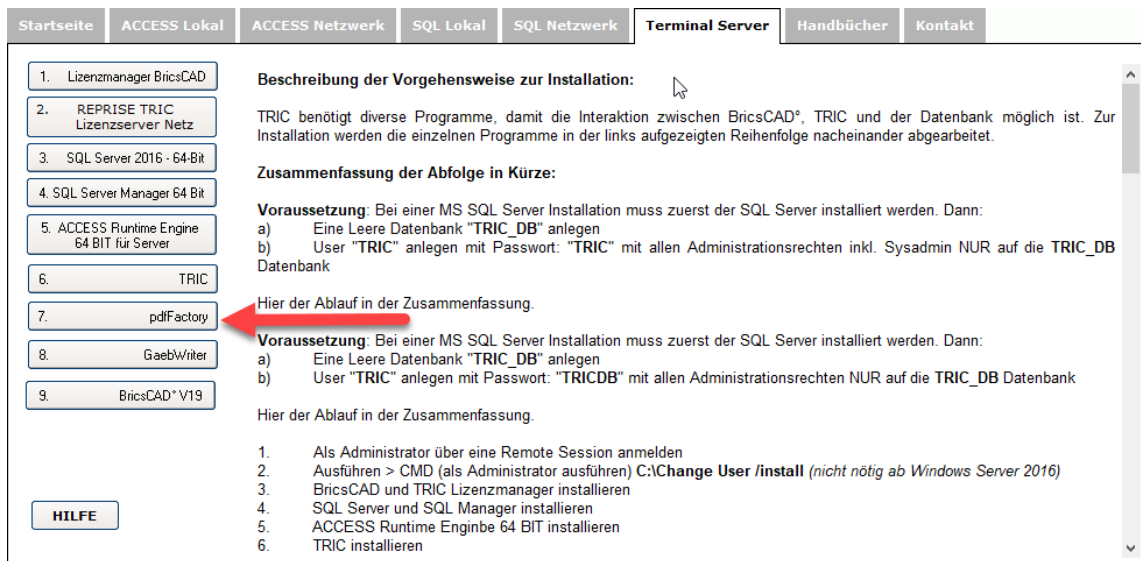 Startseite ACCESS Lokal ACCESS Netzwerk SQL Lokal SQL Netzwerk Terminal Server Handbücher Kontakt
1. Lizenzmanager BricsCAD
2. REPRISE TRIC
Lizenzserver Netz
3. SQL Server 2016 - 64-Bit
4. SQL Server Manager 64 Bit
5. ACCESS Runtime Engine
64 BIT für Server
6. TRIC
7. pdfFactory
8. GaebWriter
9. BricsCAD° V19
HILFE
Beschreibung der Vorgehensweise zur Installation:
TRIC benötigt diverse Programme, damit die Interaktion zwischen BricsCAD°, TRIC und der Datenbank möglich ist. Zur
Installation werden die einzelnen Programme in der links aufgezeigten Reihenfolge nacheinander abgearbeitet.
Zusammenfassung der Abfolge in Kürze:
Voraussetzung: Bei einer MS SQL Server Installation muss zuerst der SQL Server installiert werden. Dann:
a) Eine Leere Datenbank "TRIC_DB" anlegen
b) User "TRIC" anlegen mit Passwort: "TRIC" mit allen Administrationsrechten inkl. Sysadmin NUR auf die TRIC_DB
Datenbank
Hier der Ablauf in der Zusammenfassung.
Voraussetzung: Bei einer MS SQL Server Installation muss zuerst der SQL Server installiert werden. Dann:
a) Eine Leere Datenbank "TRIC_DB" anlegen
b) User "TRIC" anlegen mit Passwort: "TRICDB" mit allen Administrationsrechten NUR auf die TRIC_DB Datenbank
Hier der Ablauf in der Zusammenfassung.
1. Als Administrator über eine Remote Session anmelden
2. Ausführen > CMD (als Administrator ausführen) C:\Change User /install (nicht nötig ab Windows Server 2016)
3. BricsCAD und TRIC Lizenzmanager installieren
4. SQL Server und SQL Manager installieren
5. ACCESS Runtime Enginbe 64 BIT installieren
6. TRIC installieren